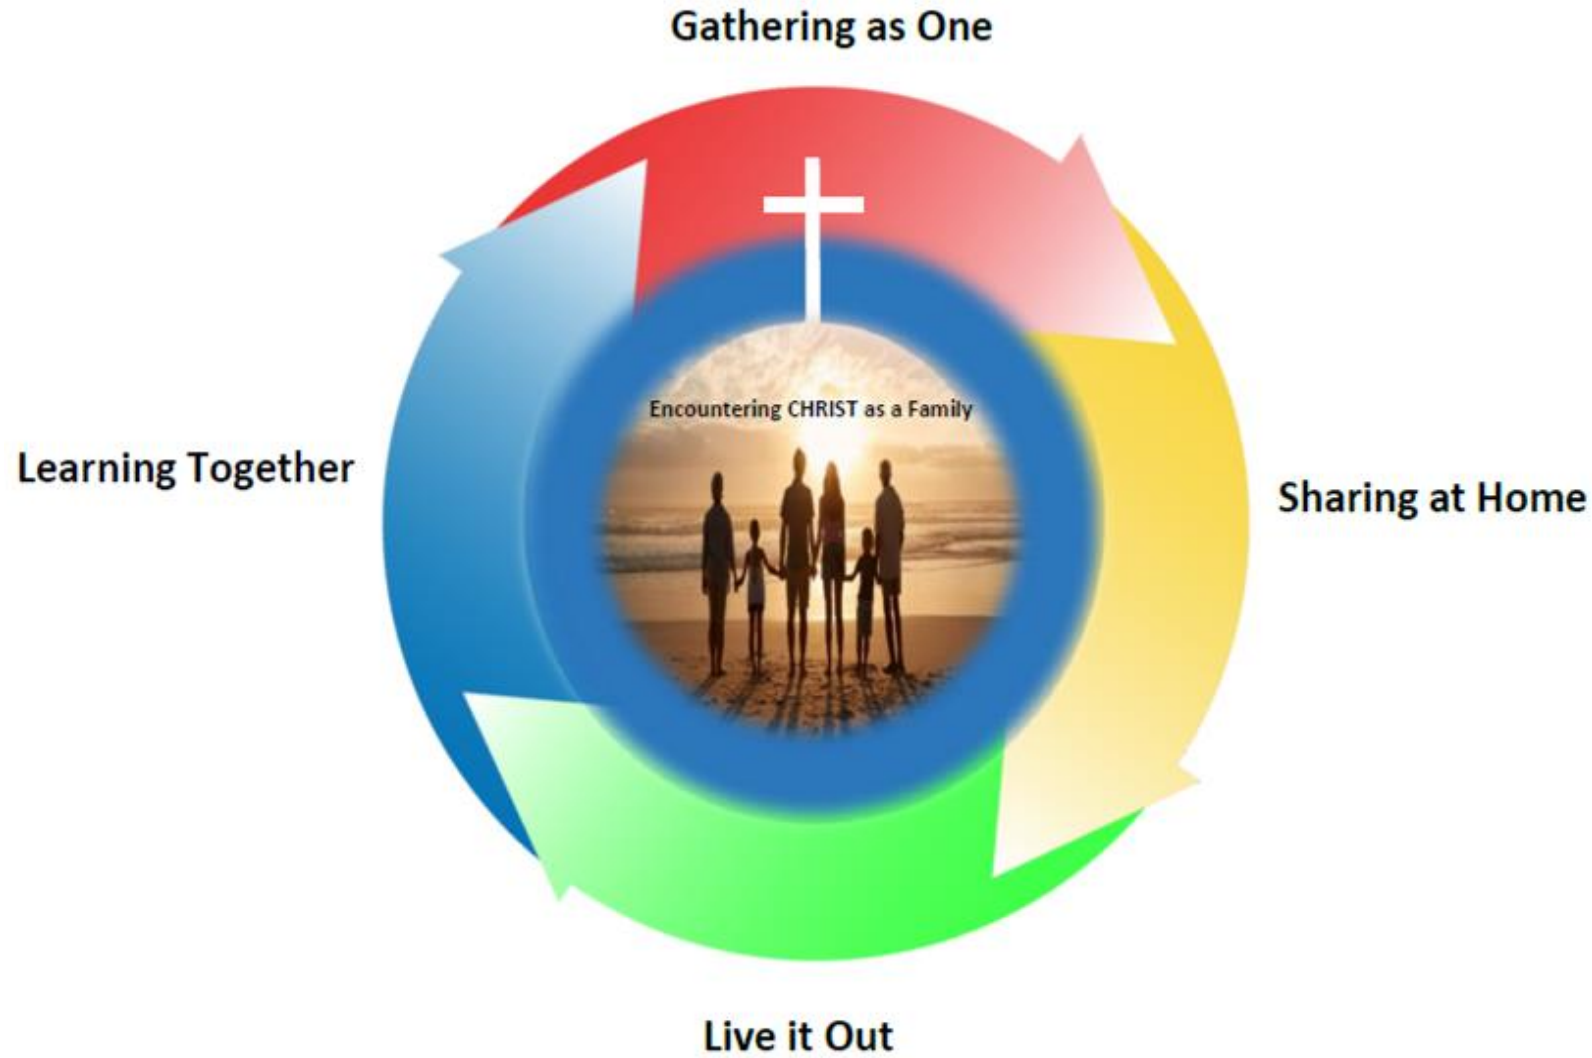 Gathering as One
Encountering CHRIST as a Family
Learning Together
Sharing at Home
Live it Out